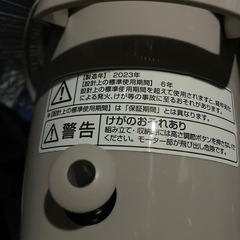 【製造年】2023年
【設計上の標準使用期間】 6年
設計上の標準使用期間を超えて使用されますと、経年劣化
による発火、けが等の事故に至るおそれがあります。
【設計上の標準使用期間】は「保証期間」とは異なります。
警告
けがのおそれあり
組み立て・収納時には高さ調節ボタンを押さないで
ください。モーター部が飛び出し危険です。